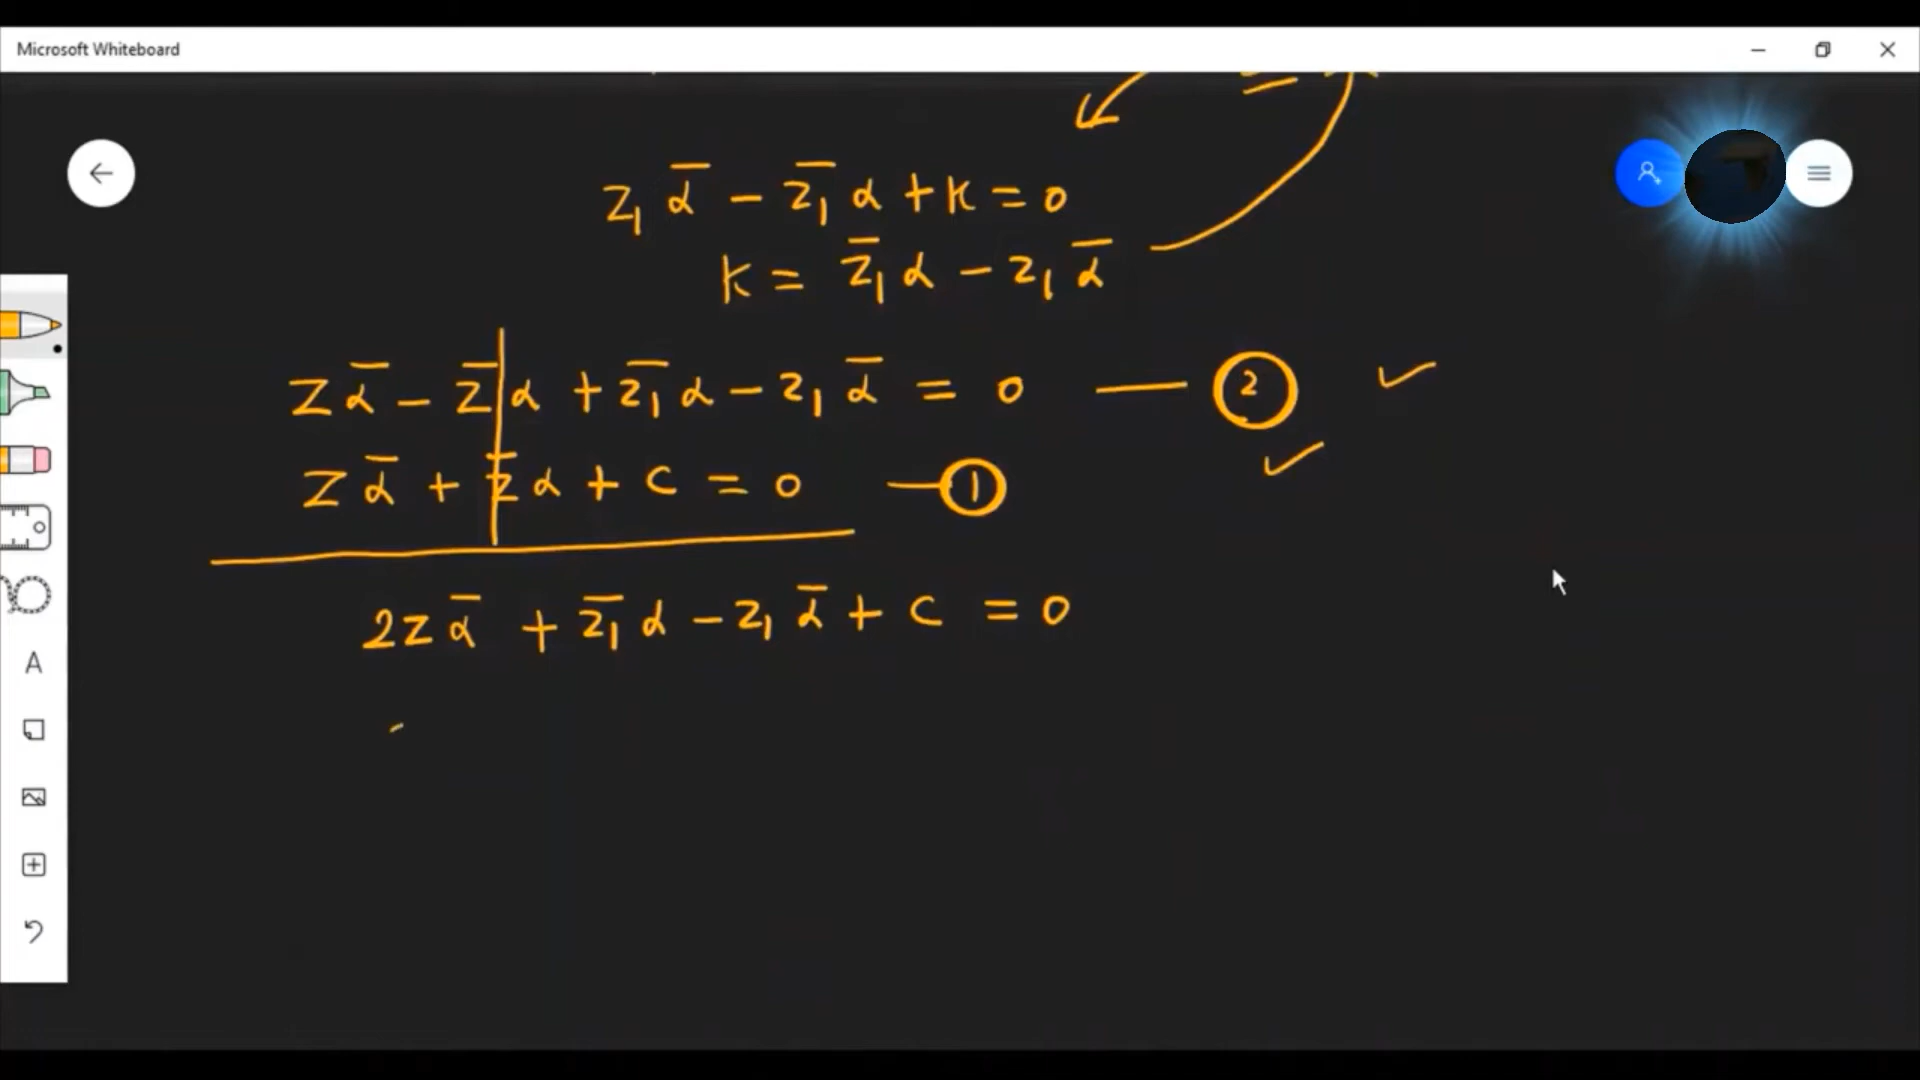 Microsoft Whiteboard
z₁ᾱ − z̄₁α + k = 0
k = z̄₁α − z₁ᾱ
zᾱ − z̄α + z̄₁α − z₁ᾱ = 0 — ②
zᾱ + z̄α + c = 0 — ①
2zᾱ + z̄₁α − z₁ᾱ + c = 0
A